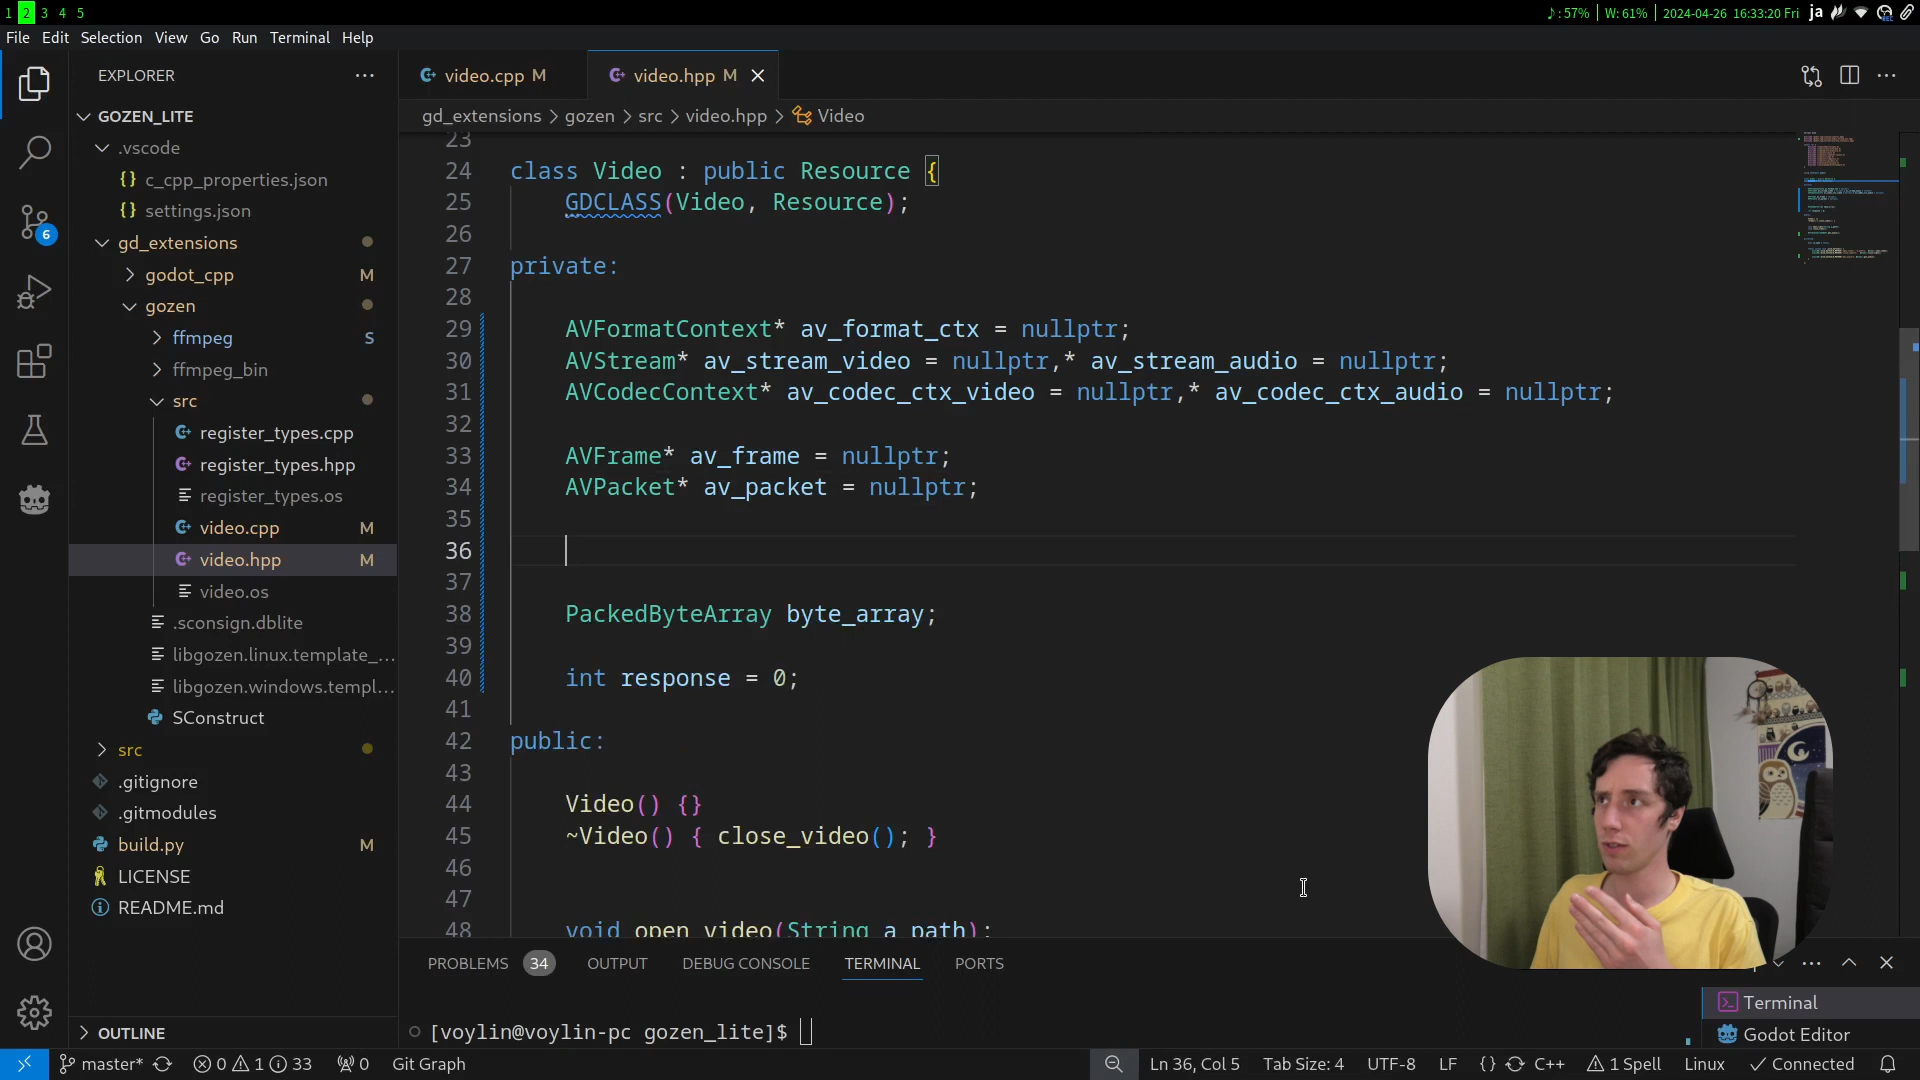 1 2 3 4 5
♪: 57% | W: 61% | 2024-04-26 16:33:20 Fri ja
File Edit Selection View Go Run Terminal Help
EXPLORER
GOZEN_LITE
.vscode
{} c_cpp_properties.json
{} settings.json
gd_extensions
godot_cpp M
gozen
ffmpeg S
ffmpeg_bin
src
register_types.cpp
register_types.hpp
register_types.os
video.cpp M
video.hpp M
video.os
.sconsign.dblite
libgozen.linux.template_...
libgozen.windows.templ...
SConstruct
src
.gitignore
.gitmodules
build.py M
LICENSE
README.md
OUTLINE
6
video.cpp M
video.hpp M
gd_extensions > gozen > src > video.hpp > Video
23
24 class Video : public Resource {
25 GDCLASS(Video, Resource);
26
27 private:
28
29 AVFormatContext* av_format_ctx = nullptr;
30 AVStream* av_stream_video = nullptr,* av_stream_audio = nullptr;
31 AVCodecContext* av_codec_ctx_video = nullptr,* av_codec_ctx_audio = nullptr;
32
33 AVFrame* av_frame = nullptr;
34 AVPacket* av_packet = nullptr;
35
36
37
38 PackedByteArray byte_array;
39
40 int response = 0;
41
42 public:
43
44 Video() {}
45 ~Video() { close_video(); }
46
47
48 void open_video(String a_path);
PROBLEMS 34 OUTPUT DEBUG CONSOLE TERMINAL PORTS
[voylin@voylin-pc gozen_lite]$
Terminal
Godot Editor
master* 0 1 33 0 Git Graph
Ln 36, Col 5 Tab Size: 4 UTF-8 LF {} C++ 1 Spell Linux Connected